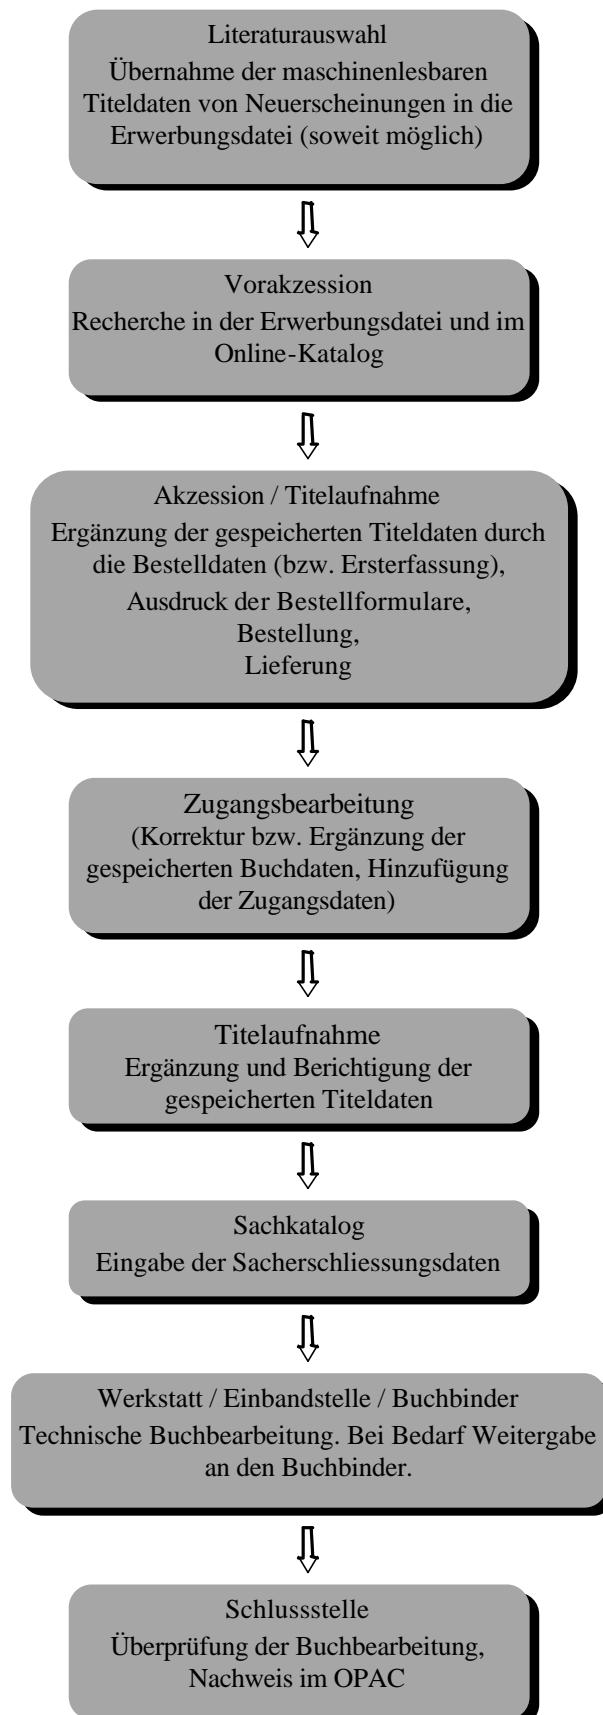 Literaturauswahl
Übernahme der maschinenlesbaren
Titeldaten von Neuerscheinungen in die
Erwerbungsdatei (soweit möglich)
Vorakzession
Recherche in der Erwerbungsdatei und im
Online-Katalog
Akzession / Titelaufnahme
Ergänzung der gespeicherten Titeldaten durch
die Bestelldaten (bzw. Ersterfassung),
Ausdruck der Bestellformulare,
Bestellung,
Lieferung
Zugangsbearbeitung
(Korrektur bzw. Ergänzung der
gespeicherten Buchdaten, Hinzufügung
der Zugangsdaten)
Titelaufnahme
Ergänzung und Berichtigung der
gespeicherten Titeldaten
Sachkatalog
Eingabe der Sacherschliessungsdaten
Werkstatt / Einbandstelle / Buchbinder
Technische Buchbearbeitung. Bei Bedarf Weitergabe
an den Buchbinder.
Schlussstelle
Überprüfung der Buchbearbeitung,
Nachweis im OPAC